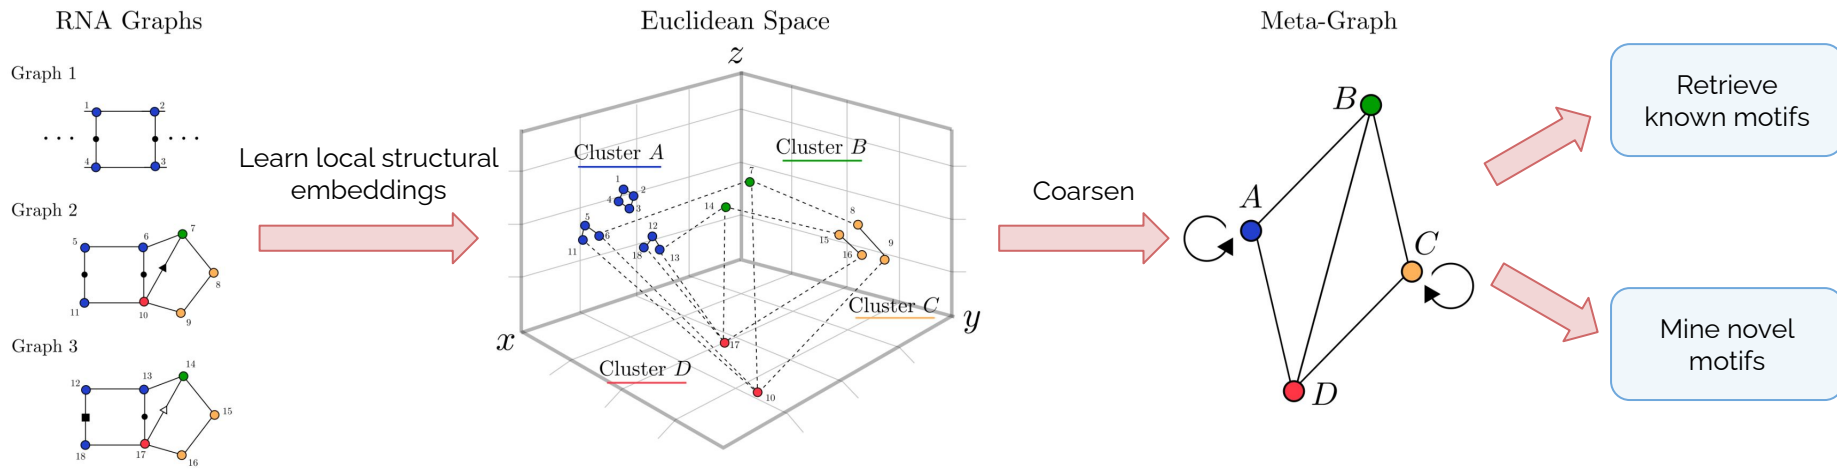 RNA Graphs
Graph 1
1
2
4
3
Graph 2
5
6
7
8
11
10
9
Graph 3
12
13
14
15
18
17
16
Learn local structural
embeddings
Euclidean Space
z
x
y
Cluster A
1
2
4
3
5
6
11
12
18
13
Cluster B
7
14
8
15
9
16
Cluster C
17
Cluster D
10
Coarsen
Meta-Graph
B
A
C
D
Retrieve
known motifs
Mine novel
motifs